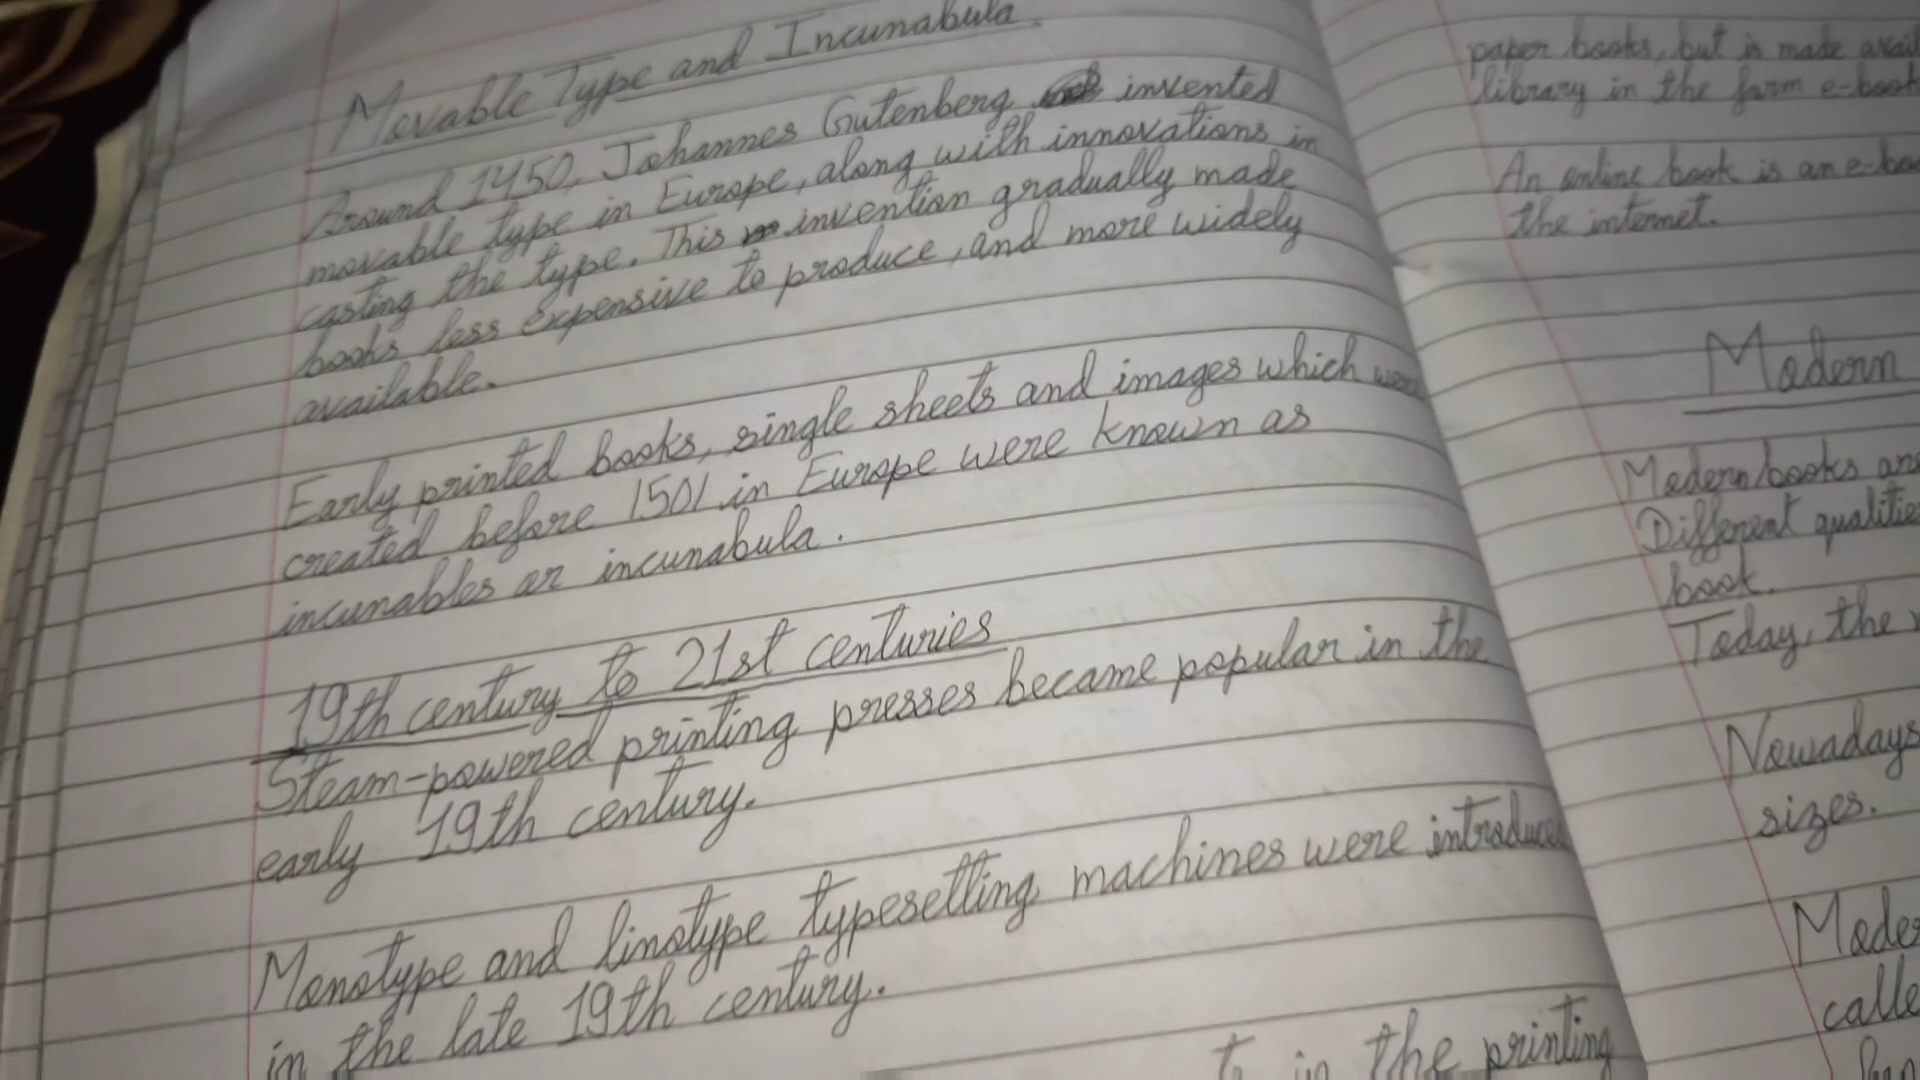 Movable Type and Incunabula.
Around 1450, Johannes Gutenberg invented
movable type in Europe, along with innovations in
casting the type. This invention gradually made
books less expensive to produce, and more widely
available.
Early printed books, single sheets and images which were
created before 1501 in Europe were known as
incunables or incunabula.
19th century to 21st centuries
Steam-powered printing presses became popular in the
early 19th century.
Monotype and linotype typesetting machines were introduced
in the late 19th century.
in the printing
paper books, but is made
library in the form e-book
An online book is an
the internet.
Modern
Modern books
Different
book.
Today, the
Nowadays
sizes.